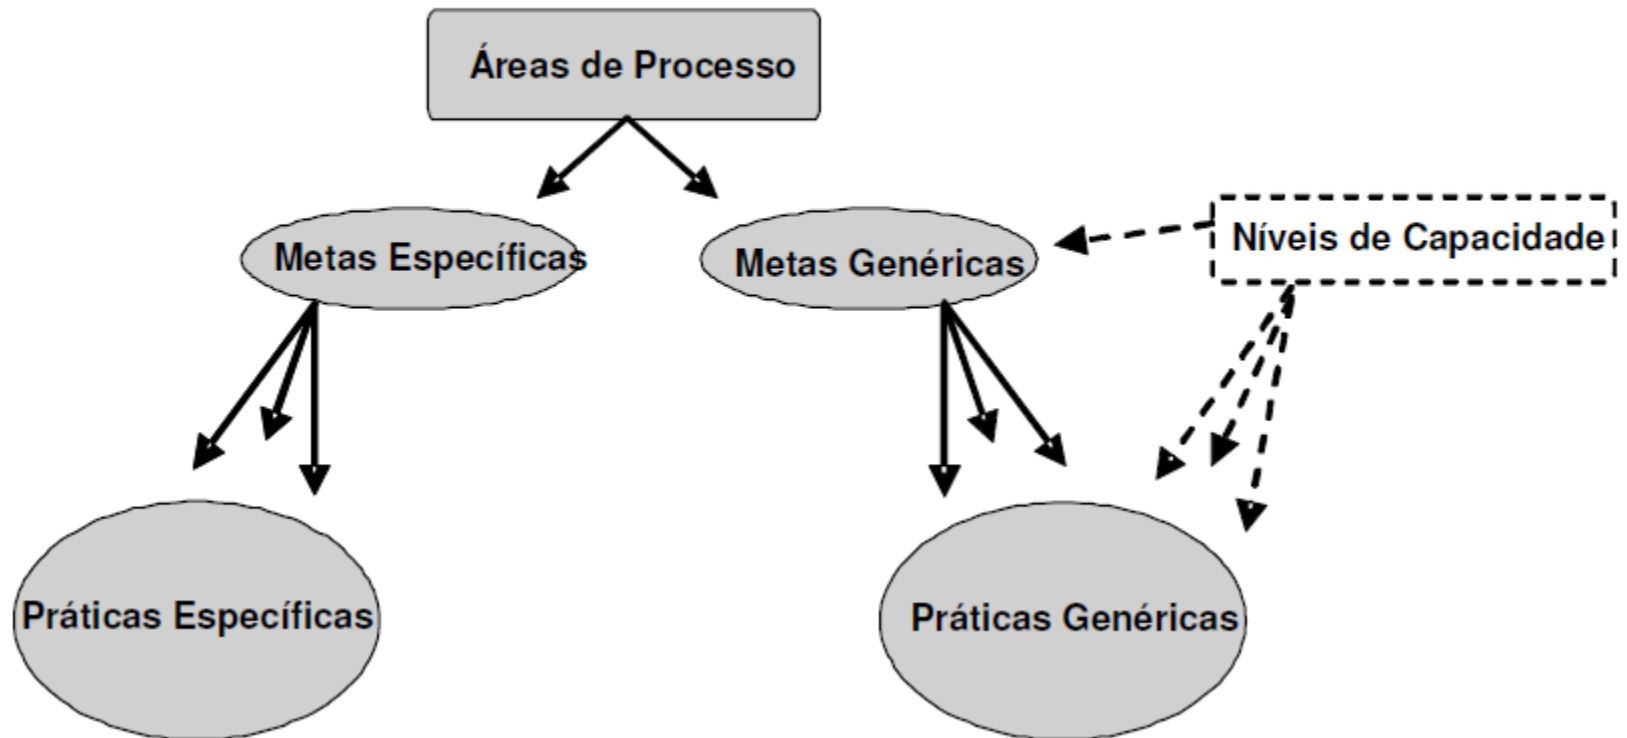 Áreas de Processo
Metas Específicas
Metas Genéricas
Níveis de Capacidade
Práticas Específicas
Práticas Genéricas